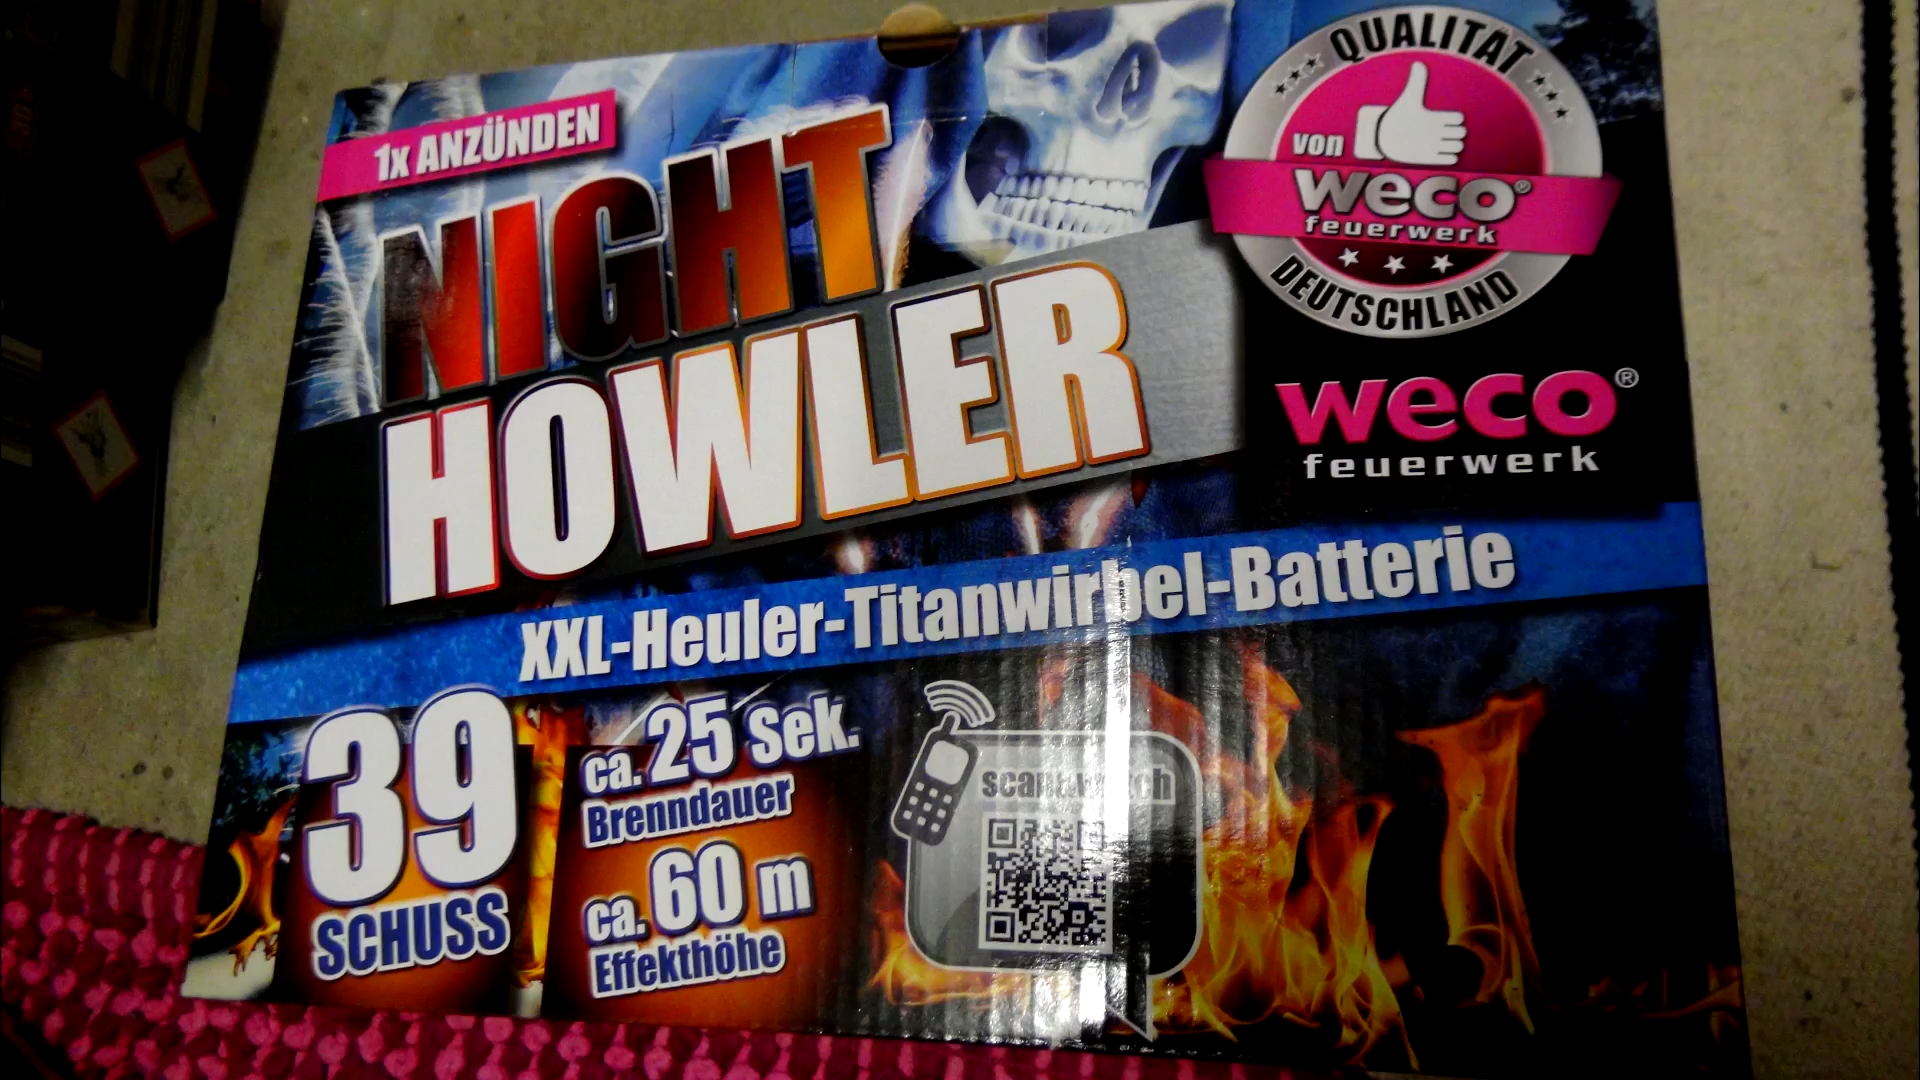 1x ANZÜNDEN
NIGHT
HOWLER
QUALITÄT
von
weco®
feuerwerk
DEUTSCHLAND
weco®
feuerwerk
XXL-Heuler-Titanwirbel-Batterie
39
SCHUSS
ca. 25 Sek.
Brenndauer
ca. 60 m
Effekthöhe